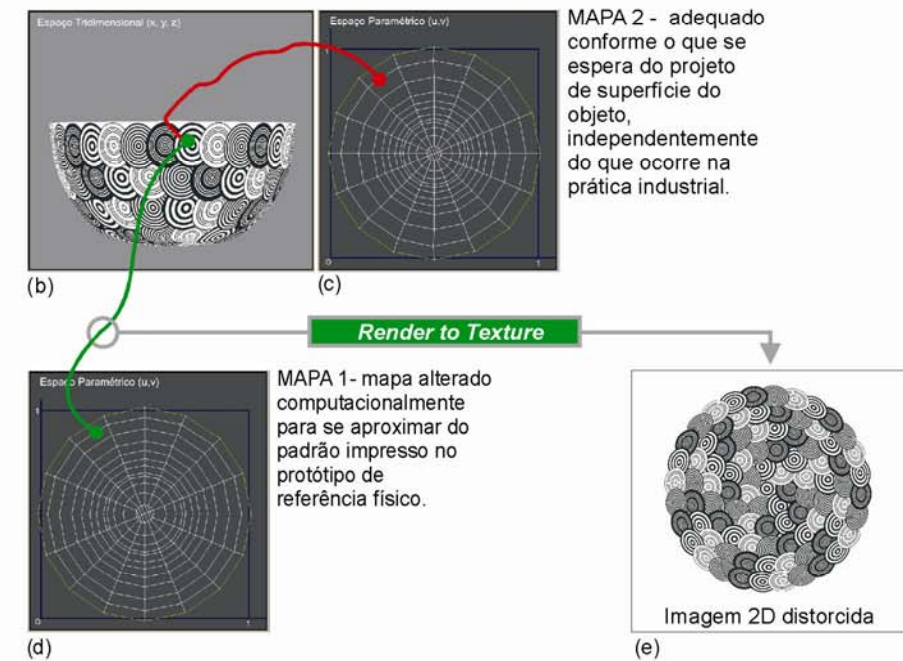 Espaço Tridimensional (x, y, z)
Espaço Paramétrico (u,v)
1
0
1
MAPA 2 - adequado
conforme o que se
espera do projeto
de superfície do
objeto,
independentemente
do que ocorre na
prática industrial.
(b)
(c)
Render to Texture
Espaço Paramétrico (u,v)
1
0
1
MAPA 1- mapa alterado
computacionalmente
para se aproximar do
padrão impresso no
protótipo de
referência físico.
Imagem 2D distorcida
(d)
(e)